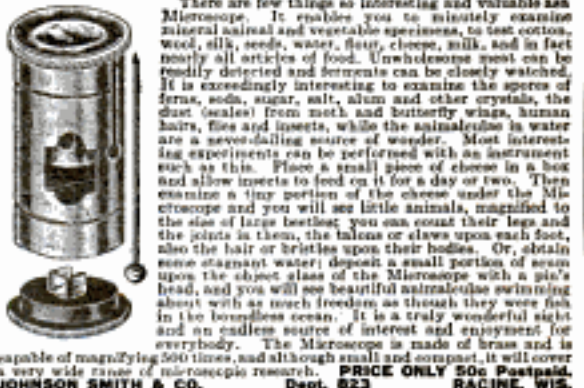 There are few things so interesting and valuable as a
Microscope. It enables you to minutely examine
mineral animal and vegetable specimens, to test cotton,
wool, silk, seeds, water, flour, cheese, milk, and in fact
nearly all articles of food. Unwholesome meat can be
readily detected and ferments can be closely watched.
It is exceedingly interesting to examine the spores of
ferns, soda, sugar, salt, alum and other crystals, the
dust (scales) from moth and butterfly wings, human
hairs, flies and insects, while the animalculae in water
are a never-failing source of wonder. Most interest-
ing experiments can be performed with an instrument
such as this. Place a small piece of cheese in a box
and allow insects to feed on it for a day or two. Then
examine a tiny portion of the cheese under the Mi-
croscope and you will see little animals, magnified to
the size of large beetles; you can count their legs and
the joints in them, the talons or claws upon each foot,
also the hair or bristles upon their bodies. Or, obtain
some stagnant water; deposit a small portion of scum
upon the object glass of the Microscope with a pin's
head, and you will see beautiful animalculae swimming
about with as much freedom as though they were fish
in the boundless ocean. It is a truly wonderful sight
and an endless source of interest and enjoyment for
everybody. The Microscope is made of brass and is
capable of magnifying 500 times, and although small and compact, it will cover
a very wide range of microscopic research. PRICE ONLY 50c Postpaid.
JOHNSON SMITH & CO. Dept. 823 RACINE, WIS.